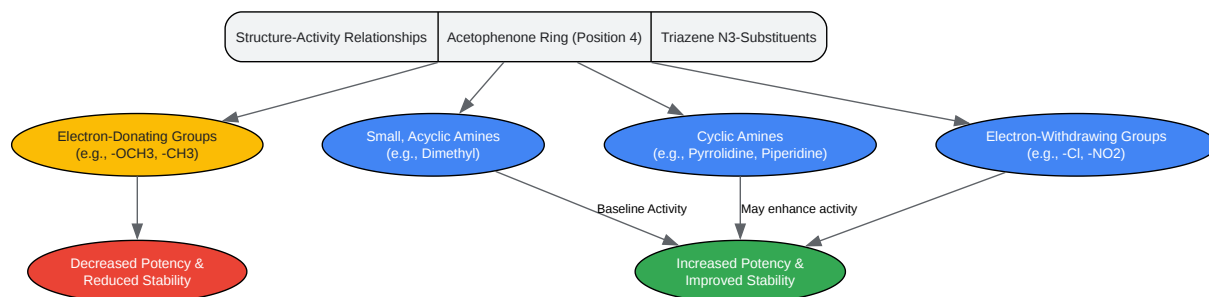 Structure-Activity Relationships
Acetophenone Ring (Position 4)
Triazene N3-Substituents
Electron-Donating Groups
(e.g., -OCH3, -CH3)
Small, Acyclic Amines
(e.g., Dimethyl)
Cyclic Amines
(e.g., Pyrrolidine, Piperidine)
Electron-Withdrawing Groups
(e.g., -Cl, -NO2)
Baseline Activity
May enhance activity
Decreased Potency &
Reduced Stability
Increased Potency &
Improved Stability